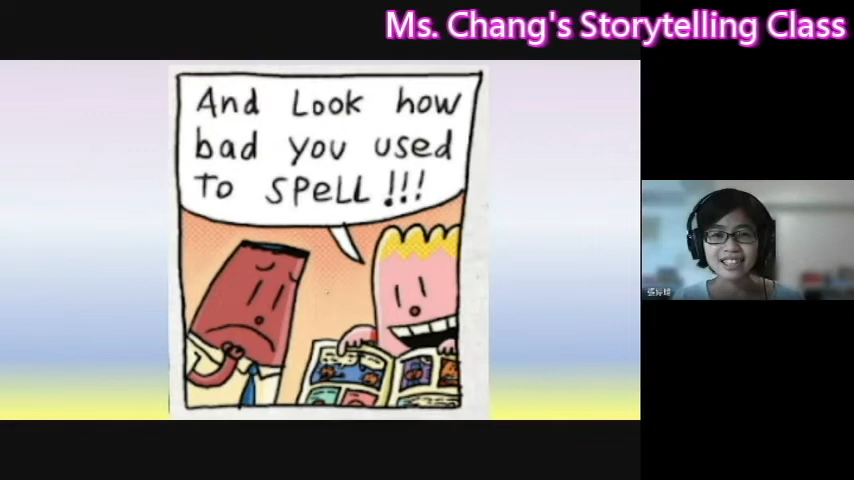 Ms. Chang's Storytelling Class
And Look how
bad you used
To SPELL!!!